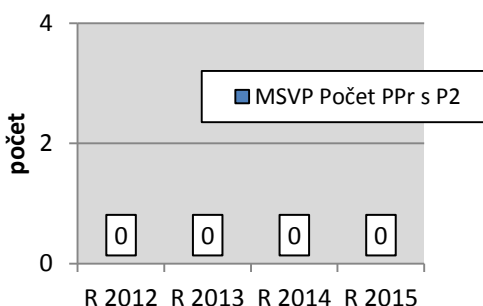 4
MSVP Počet PPr s P2
počet
2
0 0 0 0
0
R 2012 R 2013 R 2014 R 2015